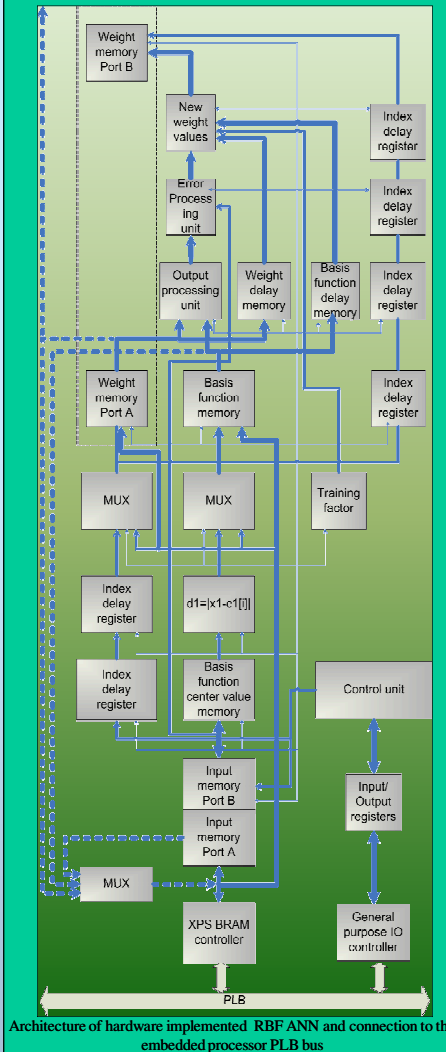 Weight
memory
Port B
New
weight
values
Index
delay
register
Error
Process
ing
unit
Index
delay
register
Output
processing
unit
Weight
delay
memory
Basis
function
delay
memory
Index
delay
register
Weight
memory
Port A
Basis
function
memory
Index
delay
register
MUX
MUX
Training
factor
Index
delay
register
d1=|x1-c1[i]|
Index
delay
register
Basis
function
center value
memory
Control unit
Input
memory
Port B
Input
memory
Port A
Input/
Output
registers
MUX
XPS BRAM
controller
General
purpose IO
controller
PLB
Architecture of hardware implemented RBF ANN and connection to th
embedded processor PLB bus